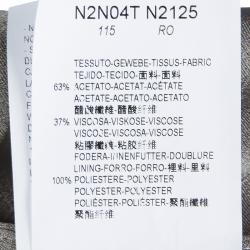 N2N04T N2125
115 RO
TESSUTO-GEWEBE-TISSUS-FABRIC
TEJIDO-TECIDO-面料-面料
63% ACETATO-ACETAT-ACÉTATE
ACETATE-ACETATO-ACETATO
醋酸纖維-醋酸纤维
37% VISCOSA-VISKOSE-VISCOSE
VISCOSE-VISCOSA-VISCOSE
粘膠纖維-粘胶纤维
FODERA-LINENFUTTER-DOUBLURE
LINING-FORRO-FORRO-裡料-里料
100% POLIESTERE-POLYESTER
POLYESTER-POLYESTER
POLIÉSTER-POLIÉSTER-聚酯纖維
聚酯纤维